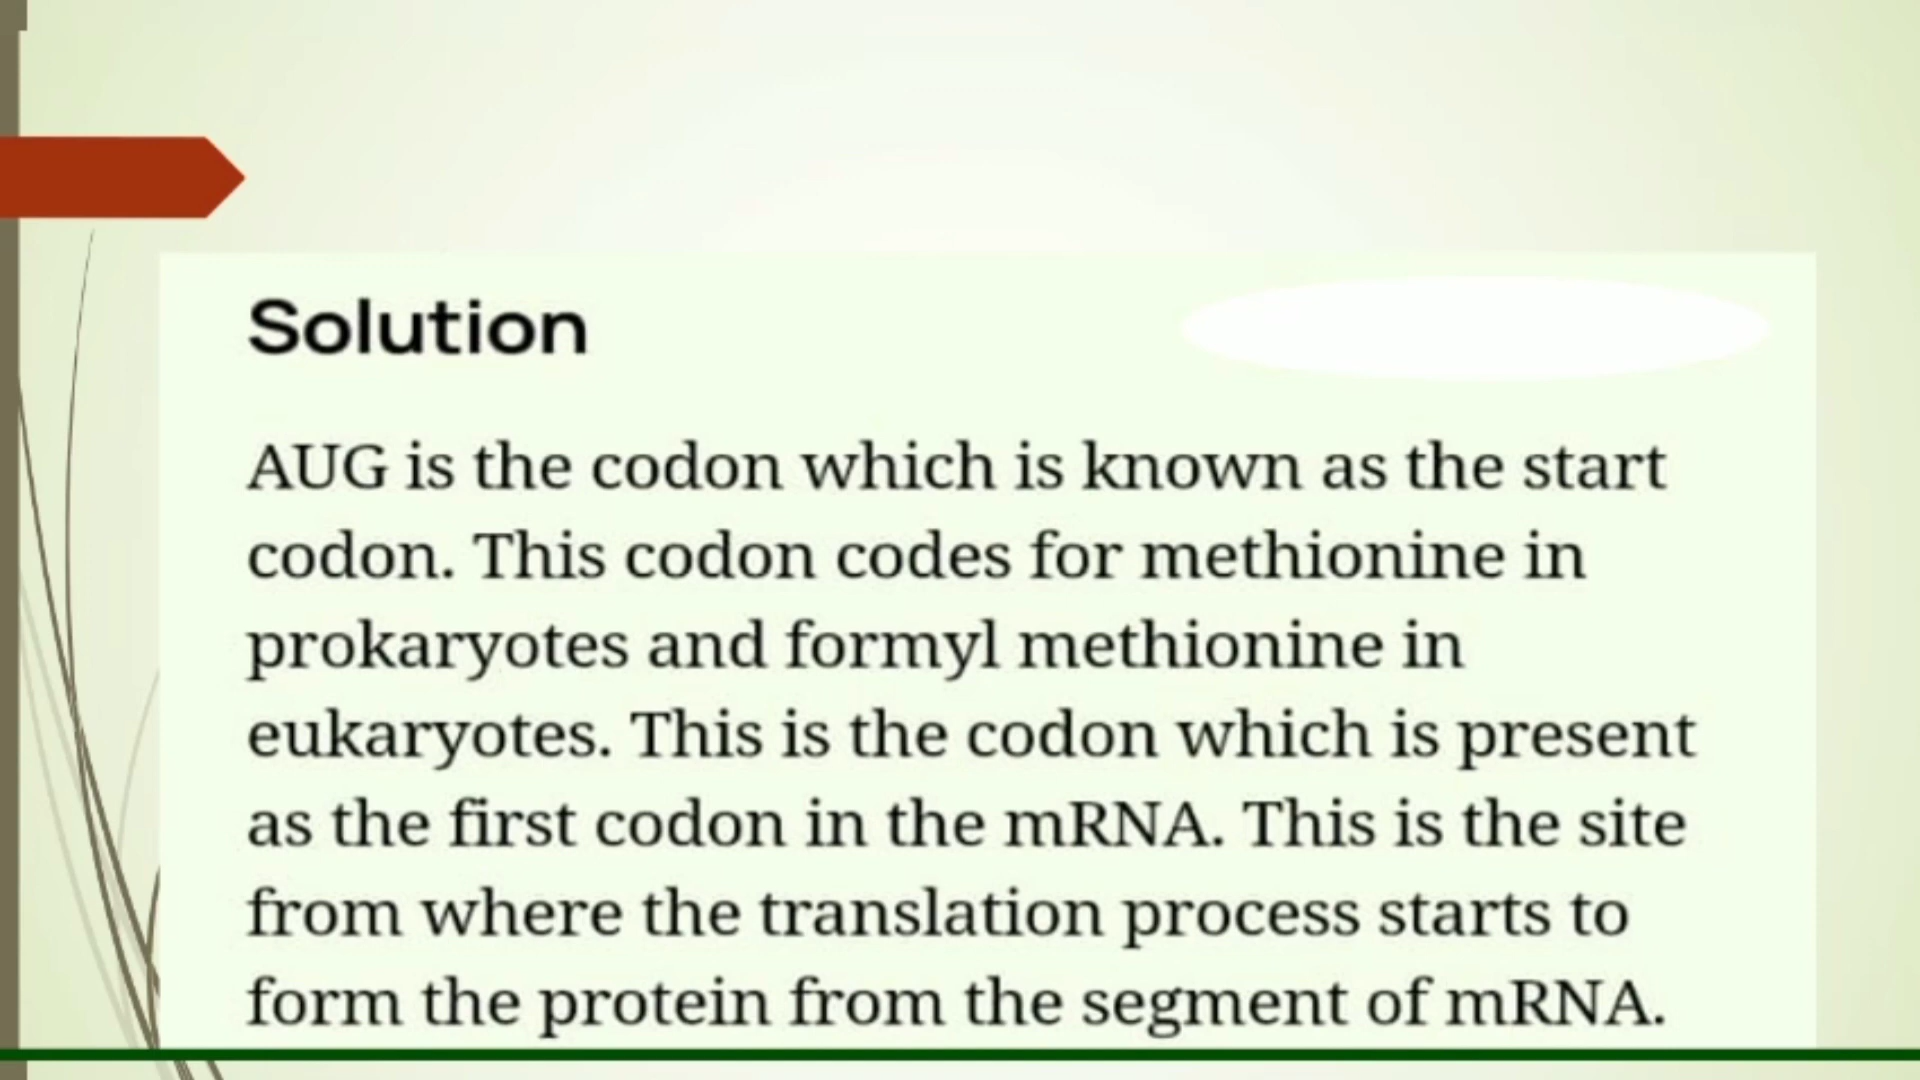 Solution
AUG is the codon which is known as the start
codon. This codon codes for methionine in
prokaryotes and formyl methionine in
eukaryotes. This is the codon which is present
as the first codon in the mRNA. This is the site
from where the translation process starts to
form the protein from the segment of mRNA.